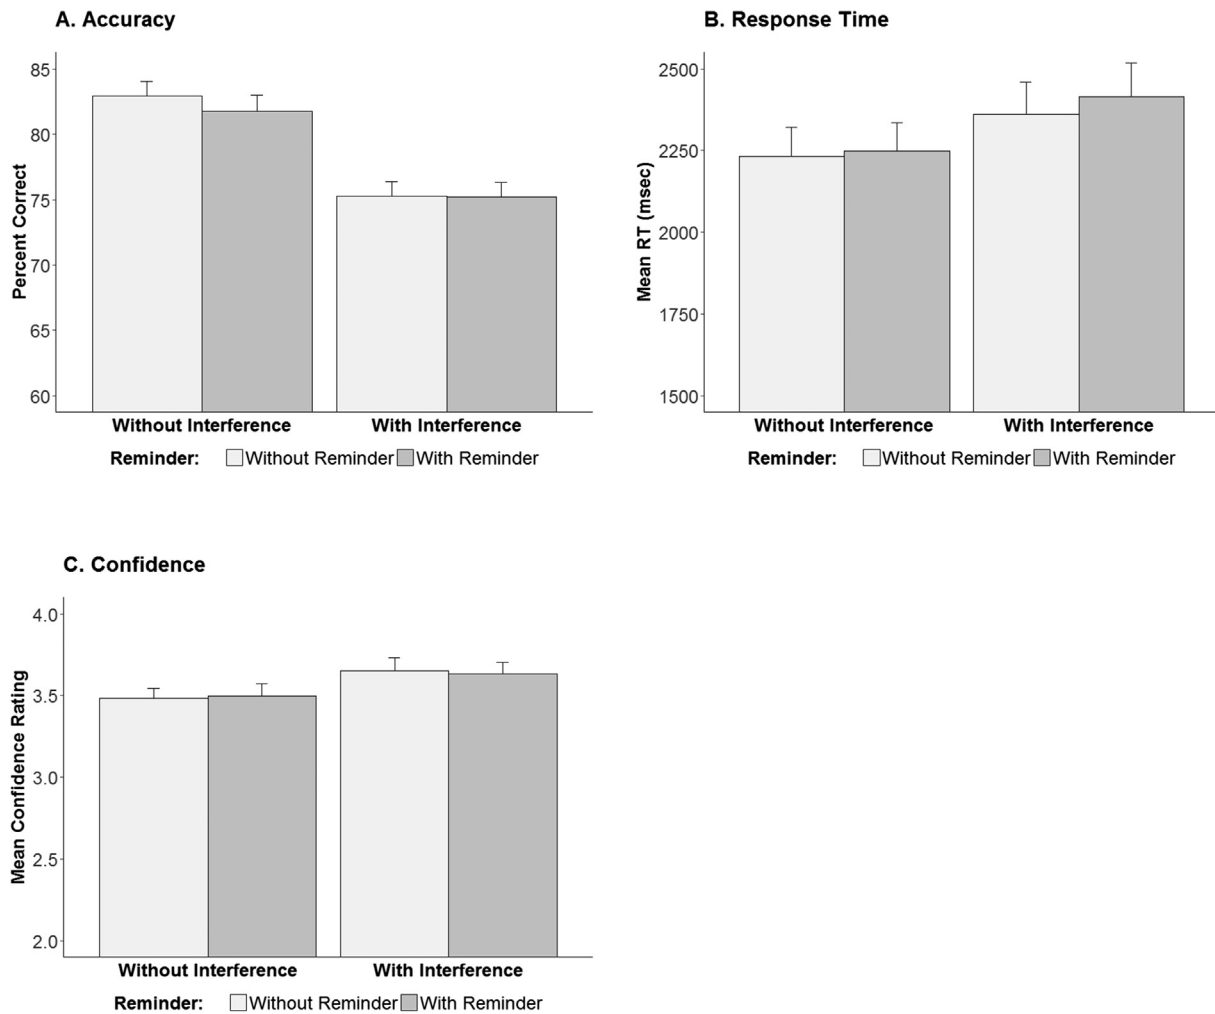 A. Accuracy
Percent Correct
85
80
75
70
65
60
Without Interference With Interference
Reminder: Without Reminder With Reminder
B. Response Time
Mean RT (msec)
2500
2250
2000
1750
1500
Without Interference With Interference
Reminder: Without Reminder With Reminder
C. Confidence
Mean Confidence Rating
4.0
3.5
3.0
2.5
2.0
Without Interference With Interference
Reminder: Without Reminder With Reminder